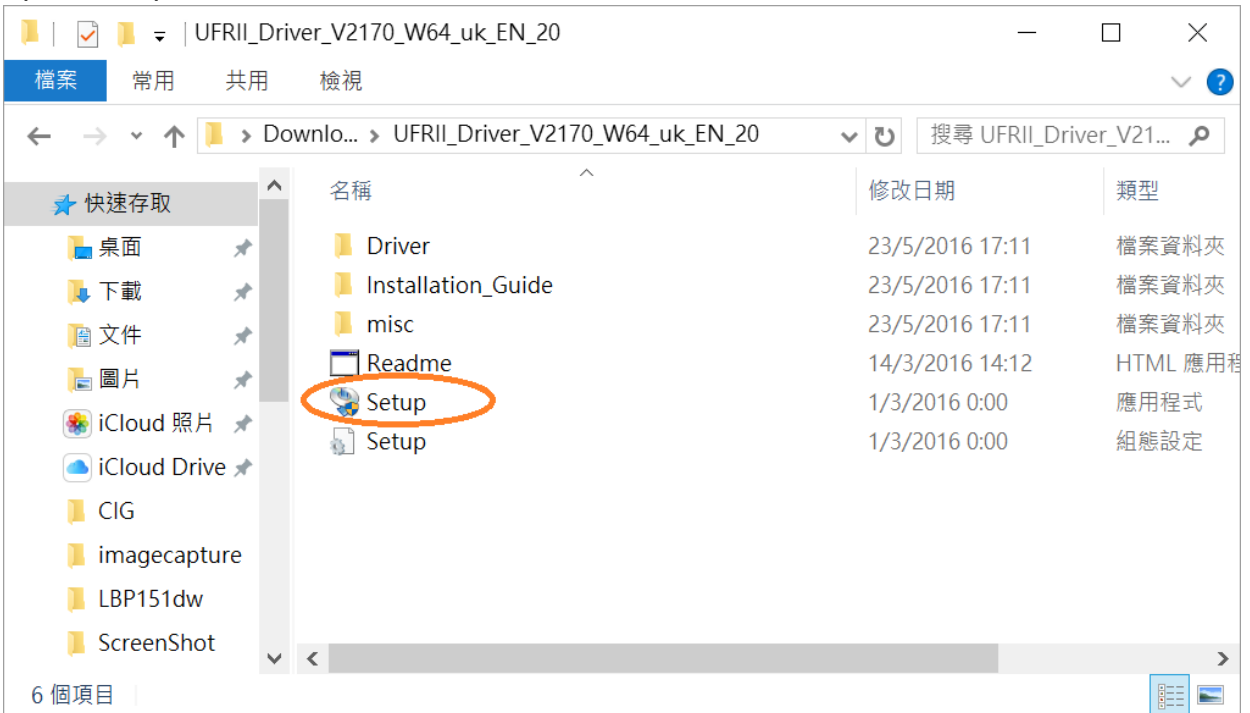 UFRII_Driver_V2170_W64_uk_EN_20
檔案 常用 共用 檢視
Downlo... > UFRII_Driver_V2170_W64_uk_EN_20 搜尋 UFRII_Driver_V21...
快速存取
桌面
下載
文件
圖片
iCloud 照片
iCloud Drive
CIG
imagecapture
LBP151dw
ScreenShot
名稱 修改日期 類型
Driver 23/5/2016 17:11 檔案資料夾
Installation_Guide 23/5/2016 17:11 檔案資料夾
misc 23/5/2016 17:11 檔案資料夾
Readme 14/3/2016 14:12 HTML 應用程
Setup 1/3/2016 0:00 應用程式
Setup 1/3/2016 0:00 組態設定
6 個項目